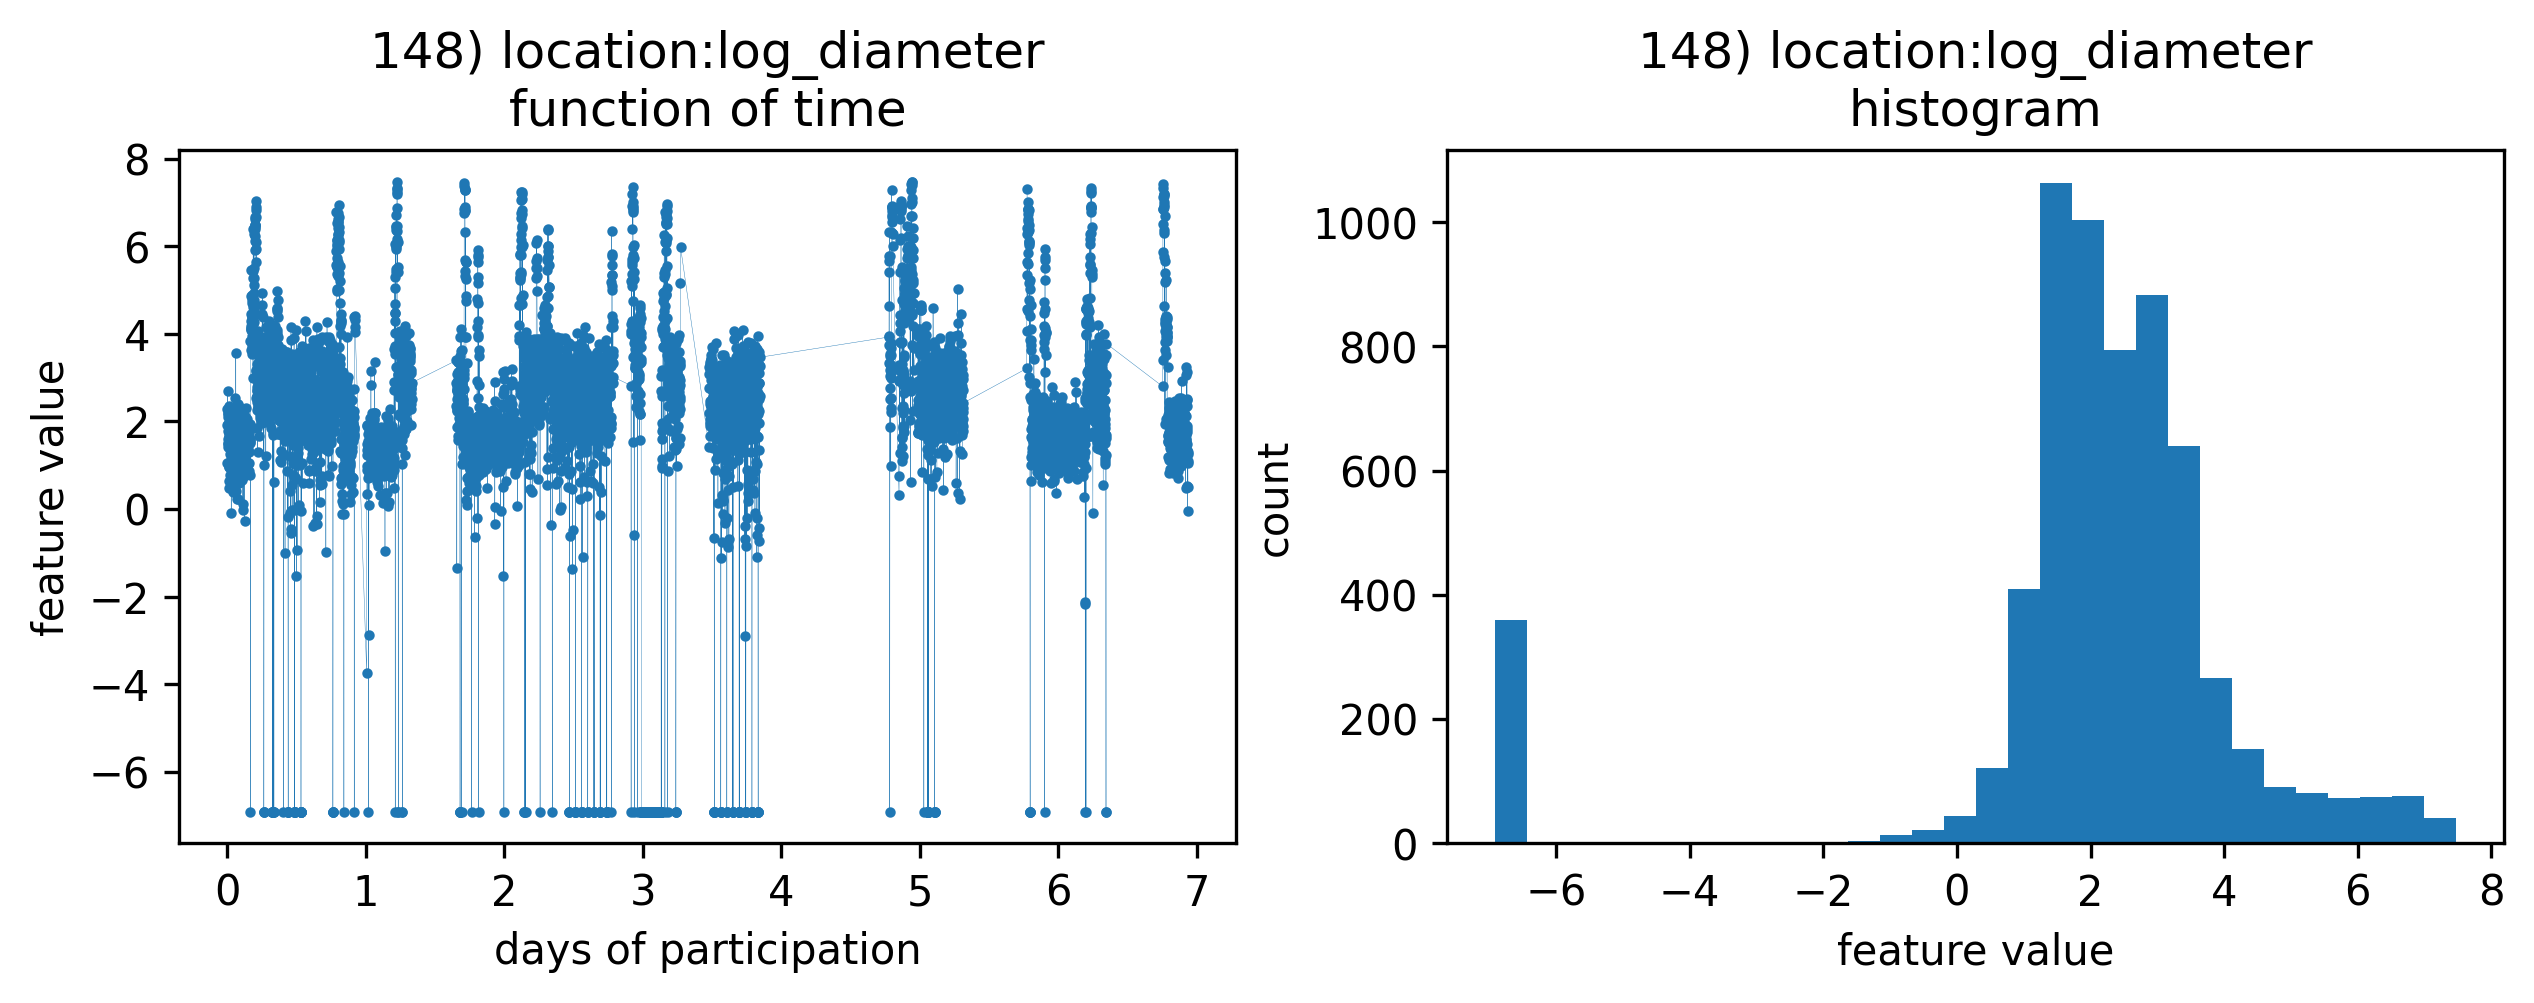 148) location:log_diameter
function of time
8
6
4
2
0
−2
−4
−6
feature value
0 1 2 3 4 5 6 7
days of participation
148) location:log_diameter
histogram
1000
800
600
400
200
0
count
−6 −4 −2 0 2 4 6 8
feature value